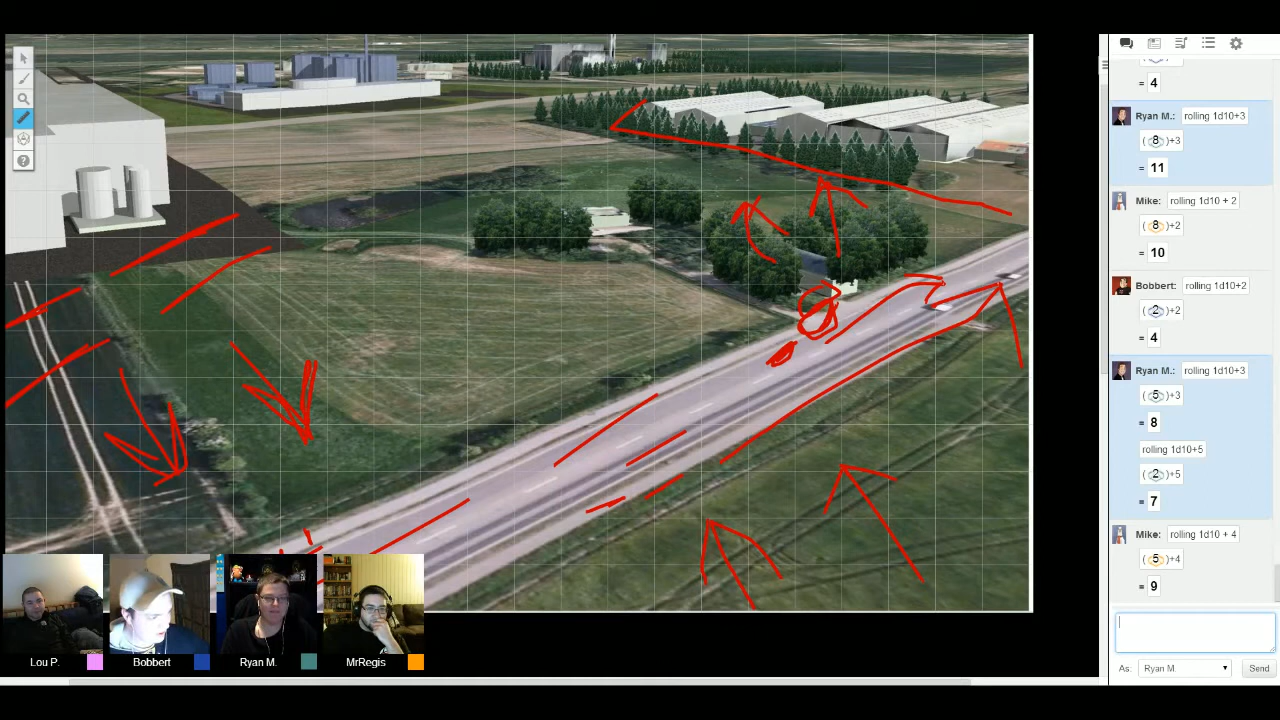 = 4
Ryan M.: rolling 1d10+3
(8)+3
= 11
Mike: rolling 1d10 + 2
(8)+2
= 10
Bobbert: rolling 1d10+2
(2)+2
= 4
Ryan M.: rolling 1d10+3
(5)+3
= 8
rolling 1d10+5
(2)+5
= 7
Mike: rolling 1d10 + 4
(5)+4
= 9
As: Ryan M. Send
Lou P. Bobbert Ryan M. MrRegis